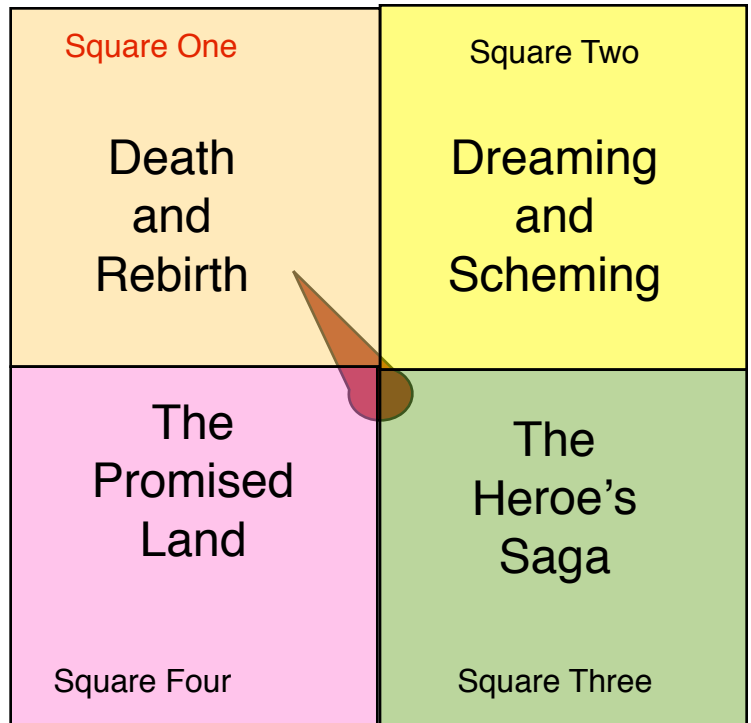 Square One
Death
and
Rebirth
Square Two
Dreaming
and
Scheming
The
Promised
Land
Square Four
The
Heroe's
Saga
Square Three